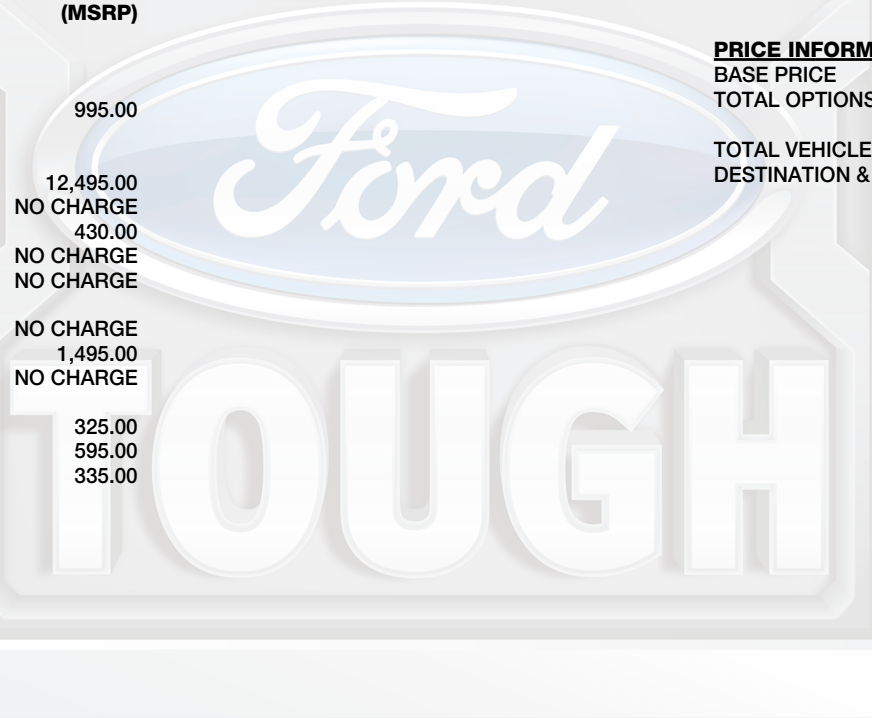 (MSRP)
995.00
12,495.00
NO CHARGE
430.00
NO CHARGE
NO CHARGE
NO CHARGE
1,495.00
NO CHARGE
325.00
595.00
335.00
PRICE INFORM
BASE PRICE
TOTAL OPTIONS
TOTAL VEHICLE
DESTINATION &
Ford
TOUGH